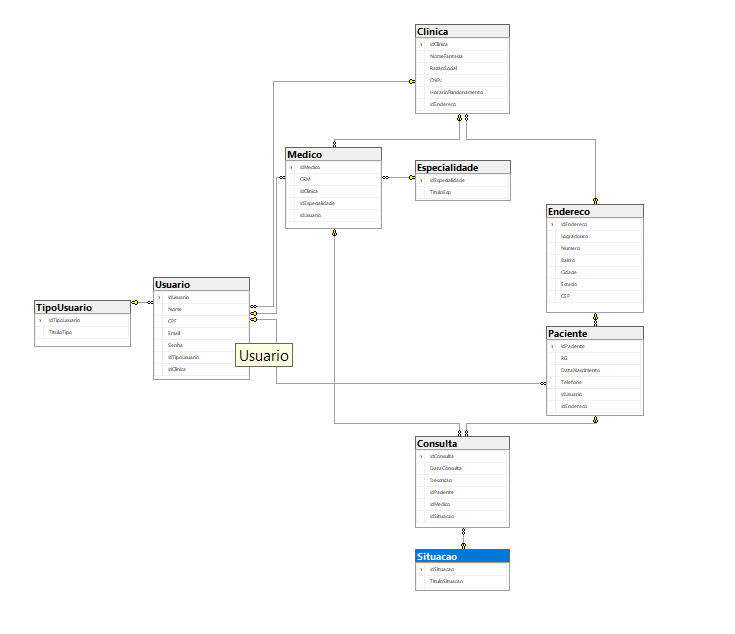 Clinica
idClinica
NomeFantasia
RazaoSocial
CNPJ
HorarioFuncionamento
idEndereco
Medico
idMedico
CRM
idClinica
idEspecialidade
idUsuario
Especialidade
idEspecialidade
TituloEsp
Endereco
idEndereco
Logradouro
Numero
Bairro
Cidade
Estado
CEP
Usuario
idUsuario
Nome
CPF
Email
Senha
idTipoUsuario
idClinica
Usuario
TipoUsuario
idTipoUsuario
TituloTipo
Paciente
idPaciente
RG
DataNascimento
Telefone
idUsuario
idEndereco
Consulta
idConsulta
DataConsulta
Descricao
idPaciente
idMedico
idSituacao
Situacao
idSituacao
TituloSituacao